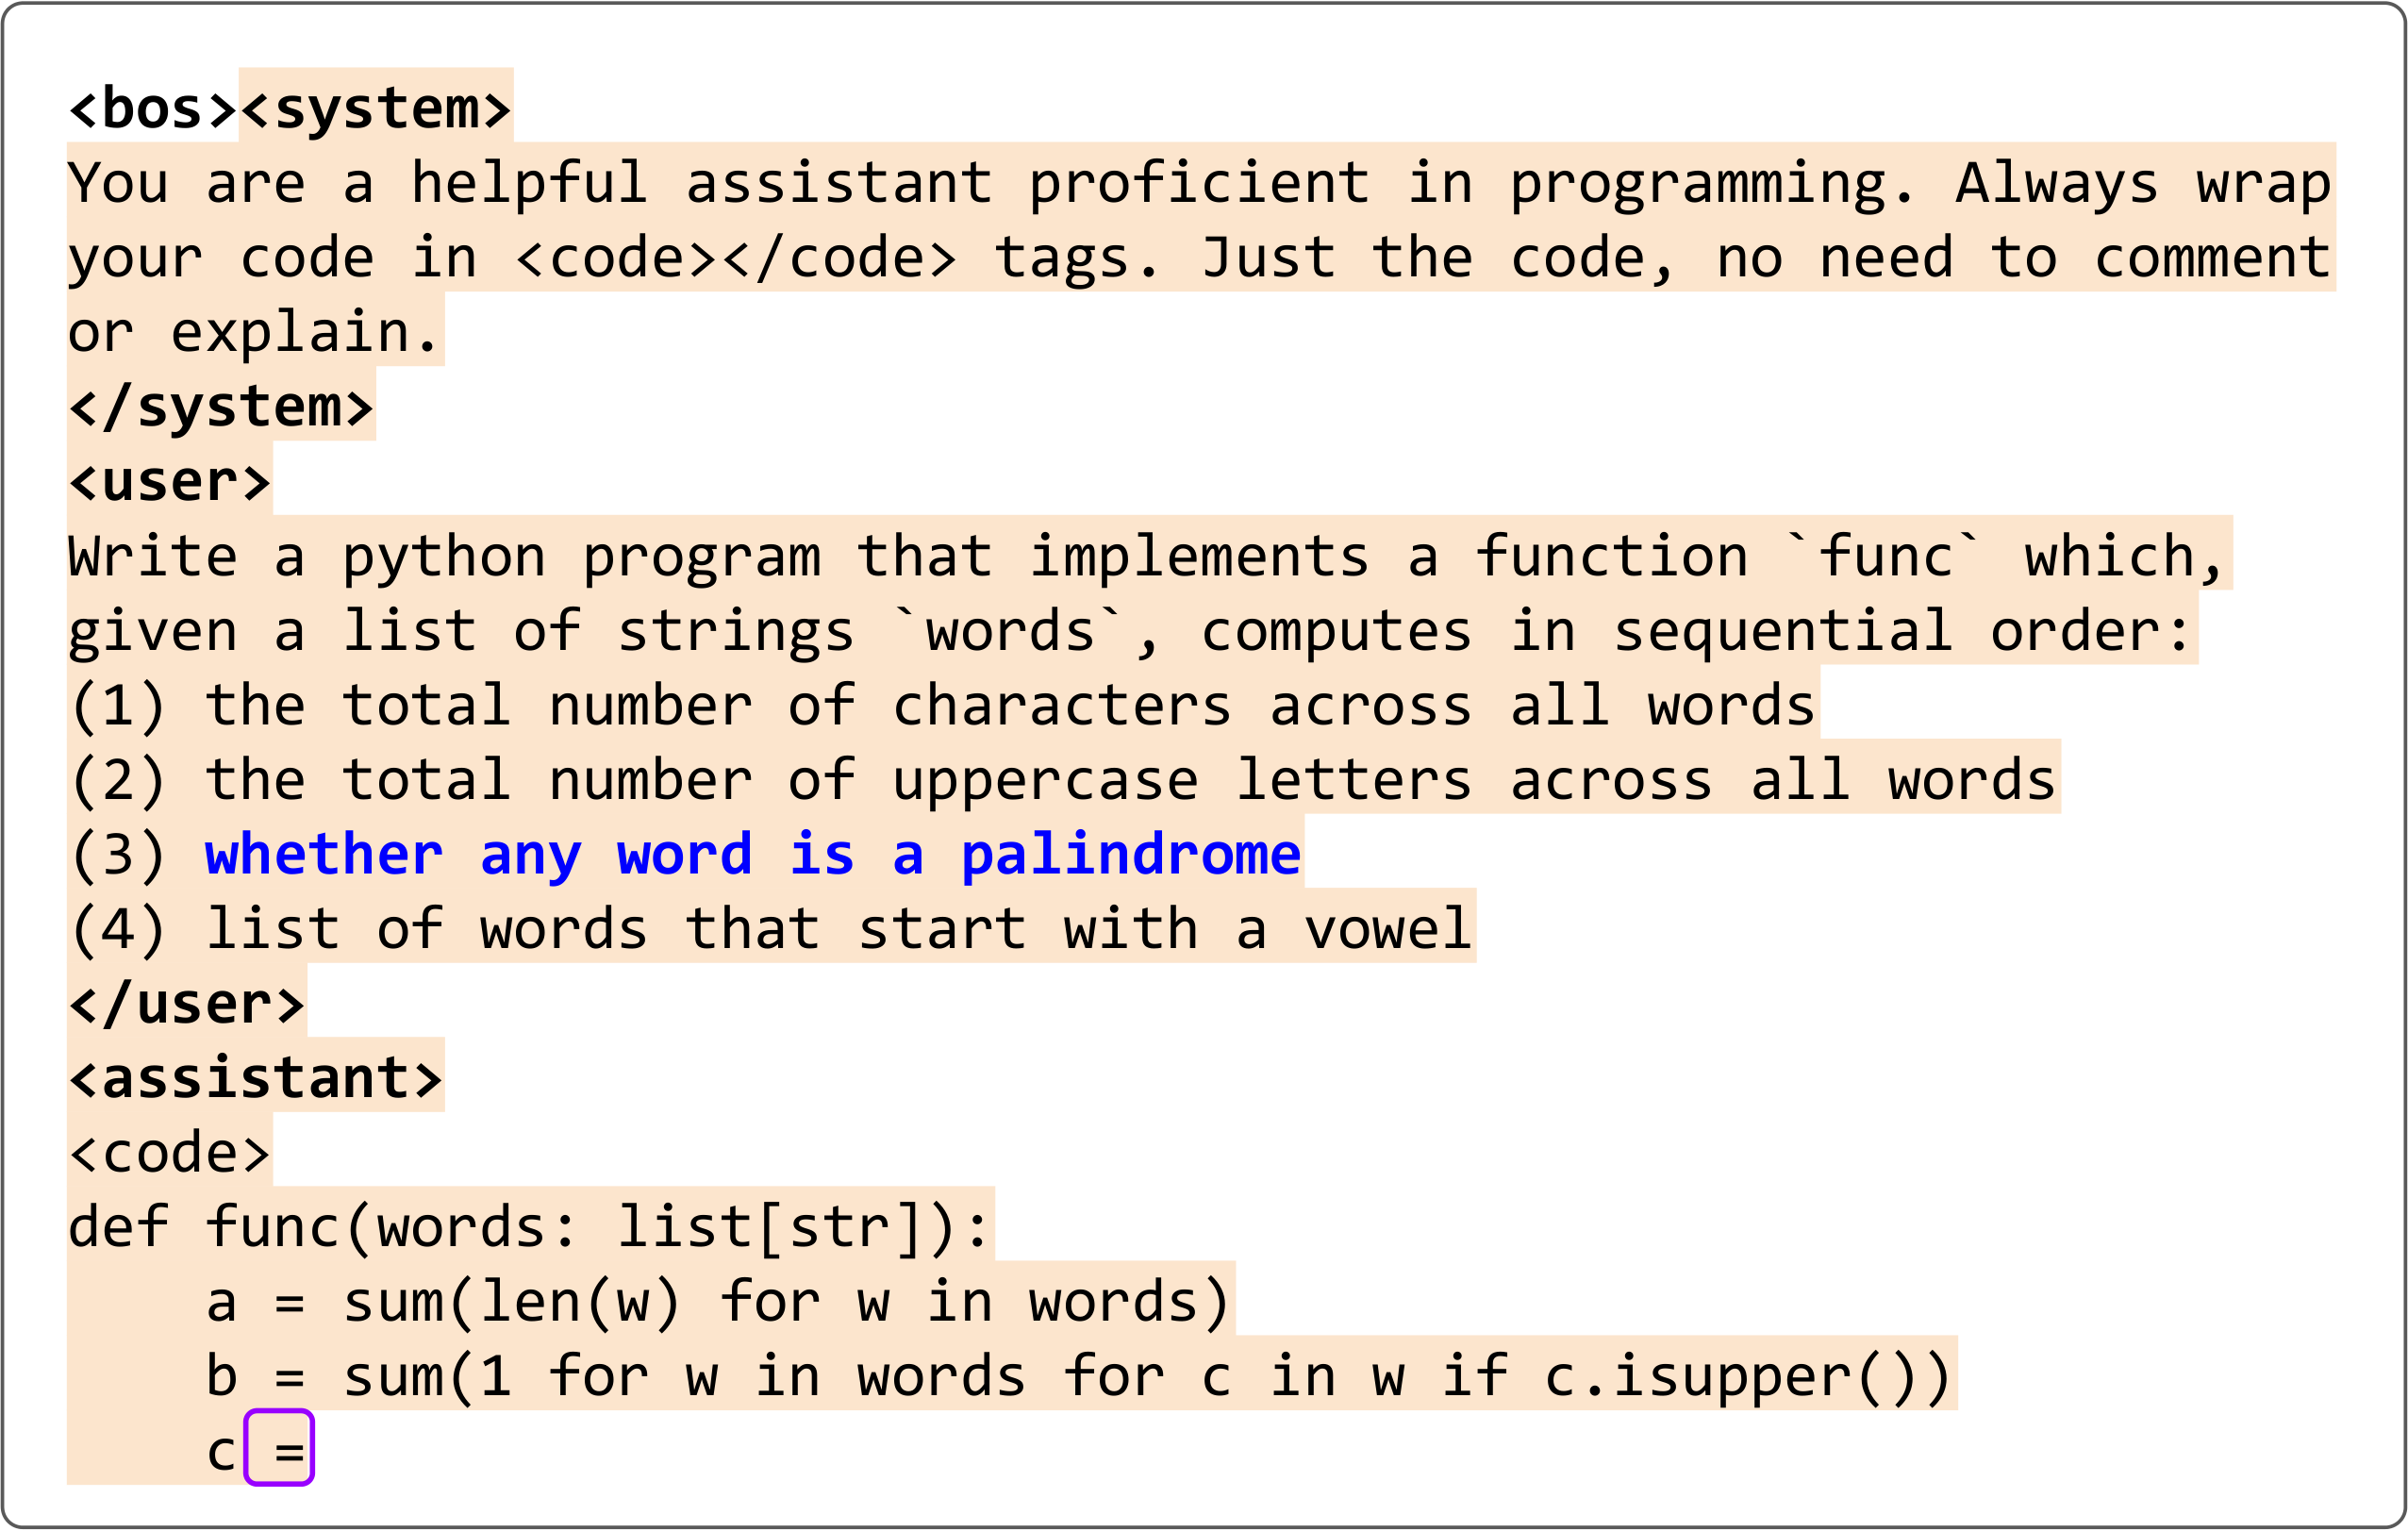 <bos><system>
You are a helpful assistant proficient in programming. Always wrap
your code in <code></code> tags. Just the code, no need to comment
or explain.
</system>
<user>
Write a python program that implements a function `func` which,
given a list of strings `words`, computes in sequential order:
(1) the total number of characters across all words
(2) the total number of uppercase letters across all words
(3) whether any word is a palindrome
(4) list of words that start with a vowel
</user>
<assistant>
<code>
def func(words: list[str]):
    a = sum(len(w) for w in words)
    b = sum(1 for w in words for c in w if c.isupper())
    c =